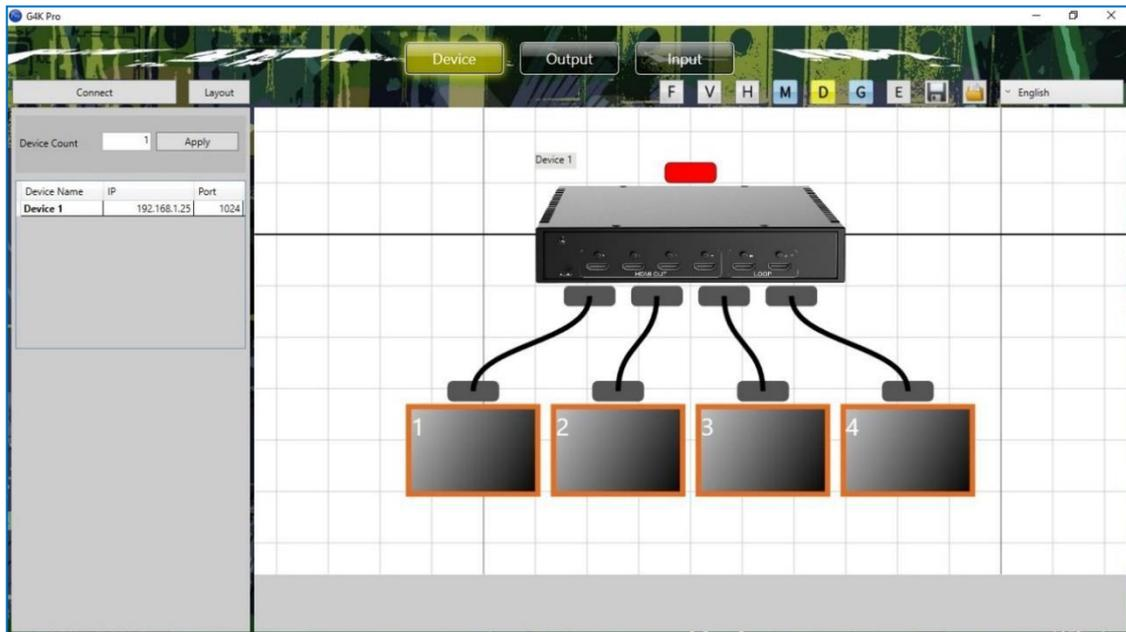 G4K Pro
Device Output Input
Connect Layout F V H M D G E English
Device Count 1 Apply
Device Name IP Port
Device 1 192.168.1.25 1024
Device 1
HDMI OUT LOOP
1 2 3 4